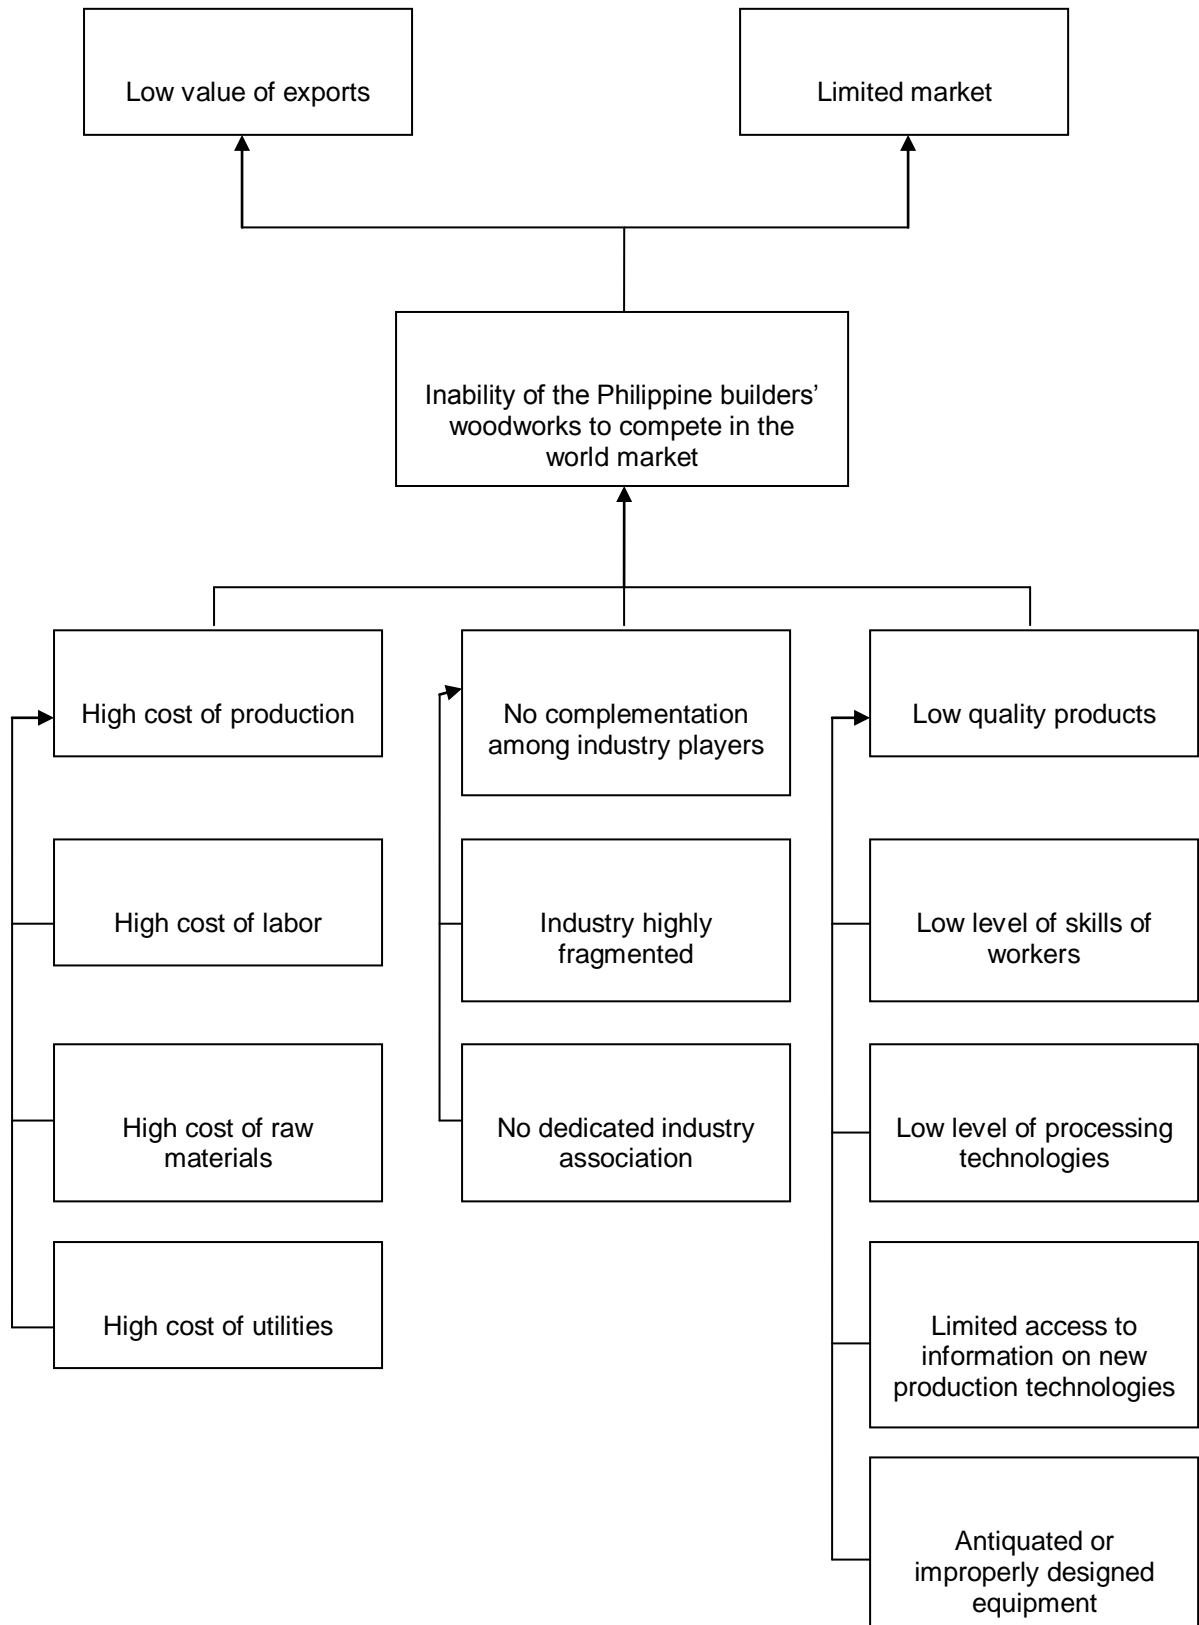 Low value of exports
Limited market
Inability of the Philippine builders’
woodworks to compete in the
world market
High cost of production
No complementation
among industry players
Low quality products
High cost of labor
Industry highly
fragmented
Low level of skills of
workers
High cost of raw
materials
No dedicated industry
association
Low level of processing
technologies
High cost of utilities
Limited access to
information on new
production technologies
Antiquated or
improperly designed
equipment